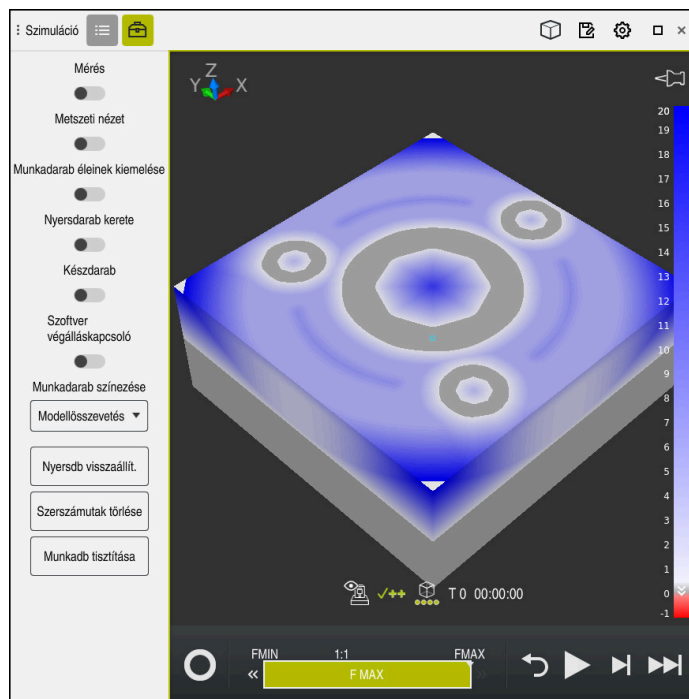 Szimuláció
Mérés
Metszeti nézet
Munkadarab éleinek kiemelése
Nyersdarab kerete
Készdarab
Szoftver
végálláskapcsoló
Munkadarab színezése
Modellösszevetés
Nyersdb visszaállít.
Szerszámutak törlése
Munkadb tisztítása
Z
Y
X
20
19
18
17
16
15
14
13
12
11
10
9
8
7
6
5
4
3
2
1
0
-1
T 0 00:00:00
FMIN 1:1 FMAX
F MAX